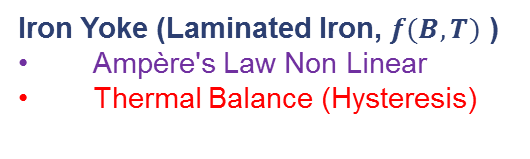 Iron Yoke (Laminated Iron, f(B,T) )
• Ampère's Law Non Linear
• Thermal Balance (Hysteresis)